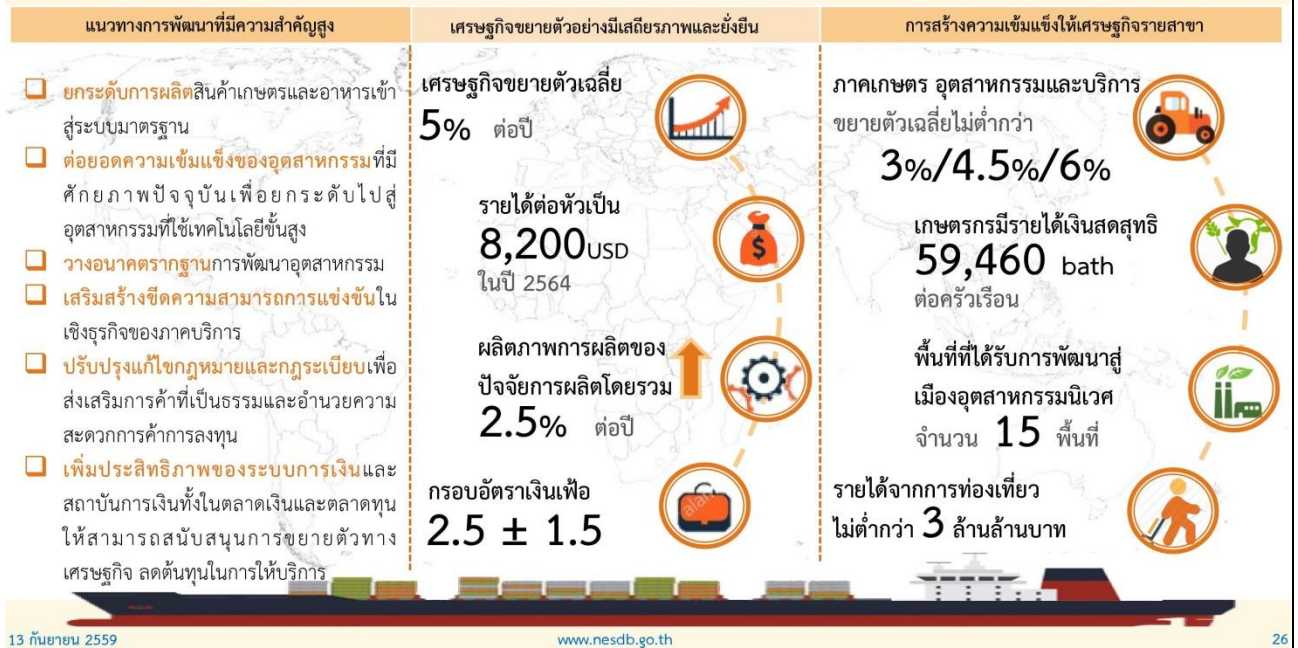 แนวทางการพัฒนาที่มีความสำคัญสูง
ยกระดับการผลิตสินค้าเกษตรและอาหารเข้า
สู่ระบบมาตรฐาน
ต่อยอดความเข้มแข็งของอุตสาหกรรมที่มี
ศักยภาพปัจจุบันเพื่อยกระดับไปสู่
อุตสาหกรรมที่ใช้เทคโนโลยีขั้นสูง
วางอนาคตรากฐานการพัฒนาอุตสาหกรรม
เสริมสร้างขีดความสามารถการแข่งขันใน
เชิงธุรกิจของภาคบริการ
ปรับปรุงแก้ไขกฎหมายและกฎระเบียบเพื่อ
ส่งเสริมการค้าที่เป็นธรรมและอำนวยความ
สะดวกการค้าการลงทุน
เพิ่มประสิทธิภาพของระบบการเงินและ
สถาบันการเงินทั้งในตลาดเงินและตลาดทุน
ให้สามารถสนับสนุนการขยายตัวทาง
เศรษฐกิจ ลดต้นทุนในการให้บริการ
เศรษฐกิจขยายตัวอย่างมีเสถียรภาพและยั่งยืน
เศรษฐกิจขยายตัวเฉลี่ย
5% ต่อปี
รายได้ต่อหัวเป็น
8,200USD
ในปี 2564
ผลิตภาพการผลิตของ
ปัจจัยการผลิตโดยรวม
2.5% ต่อปี
กรอบอัตราเงินเฟ้อ
2.5 ± 1.5
การสร้างความเข้มแข็งให้เศรษฐกิจรายสาขา
ภาคเกษตร อุตสาหกรรมและบริการ
ขยายตัวเฉลี่ยไม่ต่ำกว่า
3%/4.5%/6%
เกษตรกรมีรายได้เงินสดสุทธิ
59,460 bath
ต่อครัวเรือน
พื้นที่ที่ได้รับการพัฒนาสู่
เมืองอุตสาหกรรมนิเวศ
จำนวน 15 พื้นที่
รายได้จากการท่องเที่ยว
ไม่ต่ำกว่า 3 ล้านล้านบาท
$
13 กันยายน 2559
www.nesdb.go.th
26